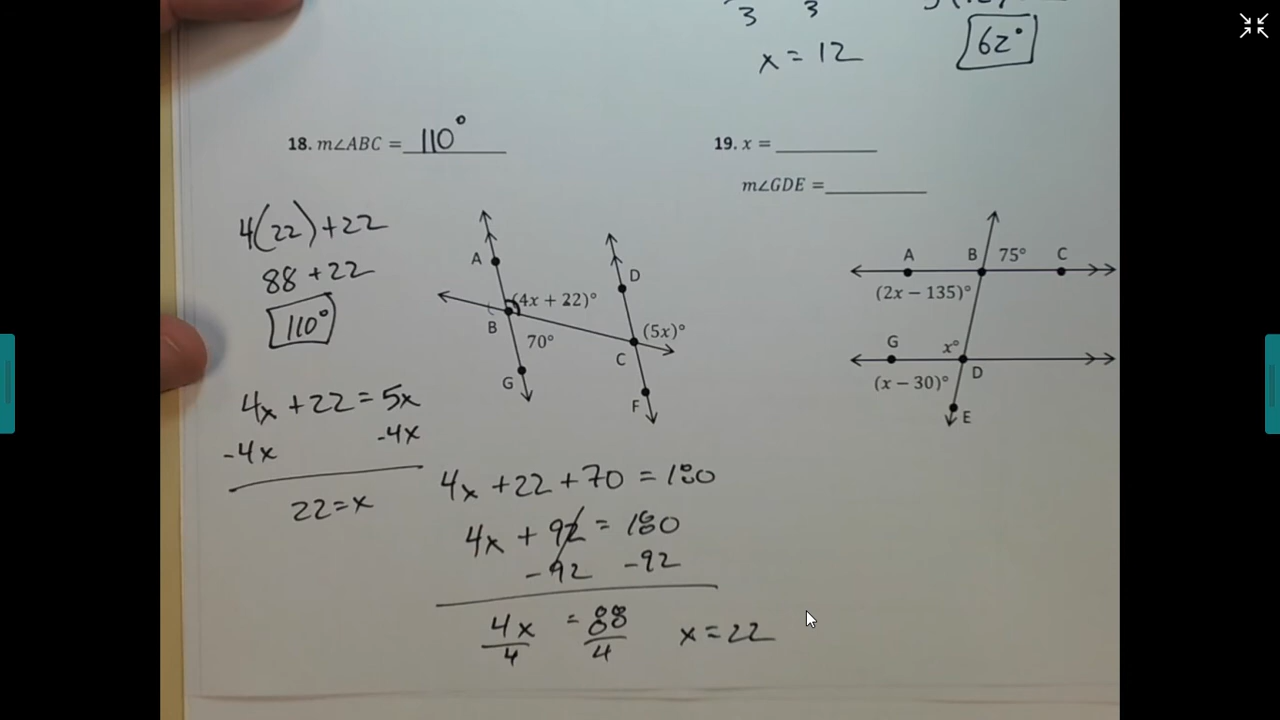 3 3
x = 12
62°
18. m∠ABC = 110°
19. x =
m∠GDE =
4(22)+22
88 + 22
110°
A
B
(4x + 22)°
70°
G
D
(5x)°
C
F
A B 75° C
(2x − 135)°
G x° D
(x − 30)°
E
4x + 22 = 5x
-4x -4x
22 = x
4x + 22 + 70 = 180
4x + 92 = 180
- 92 - 92
4x = 88 x = 22
4 4